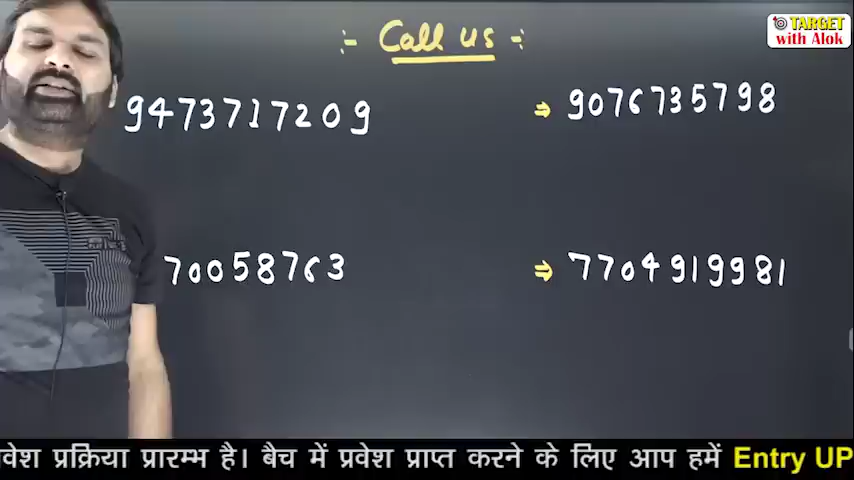 :- Call us -:
TARGET
with Alok
9473717209
⇒ 9076735798
70058763
⇒ 7704919981
प्रक्रिया प्रारम्भ है। बैच में प्रवेश प्राप्त करने के लिए आप हमें Entry UP